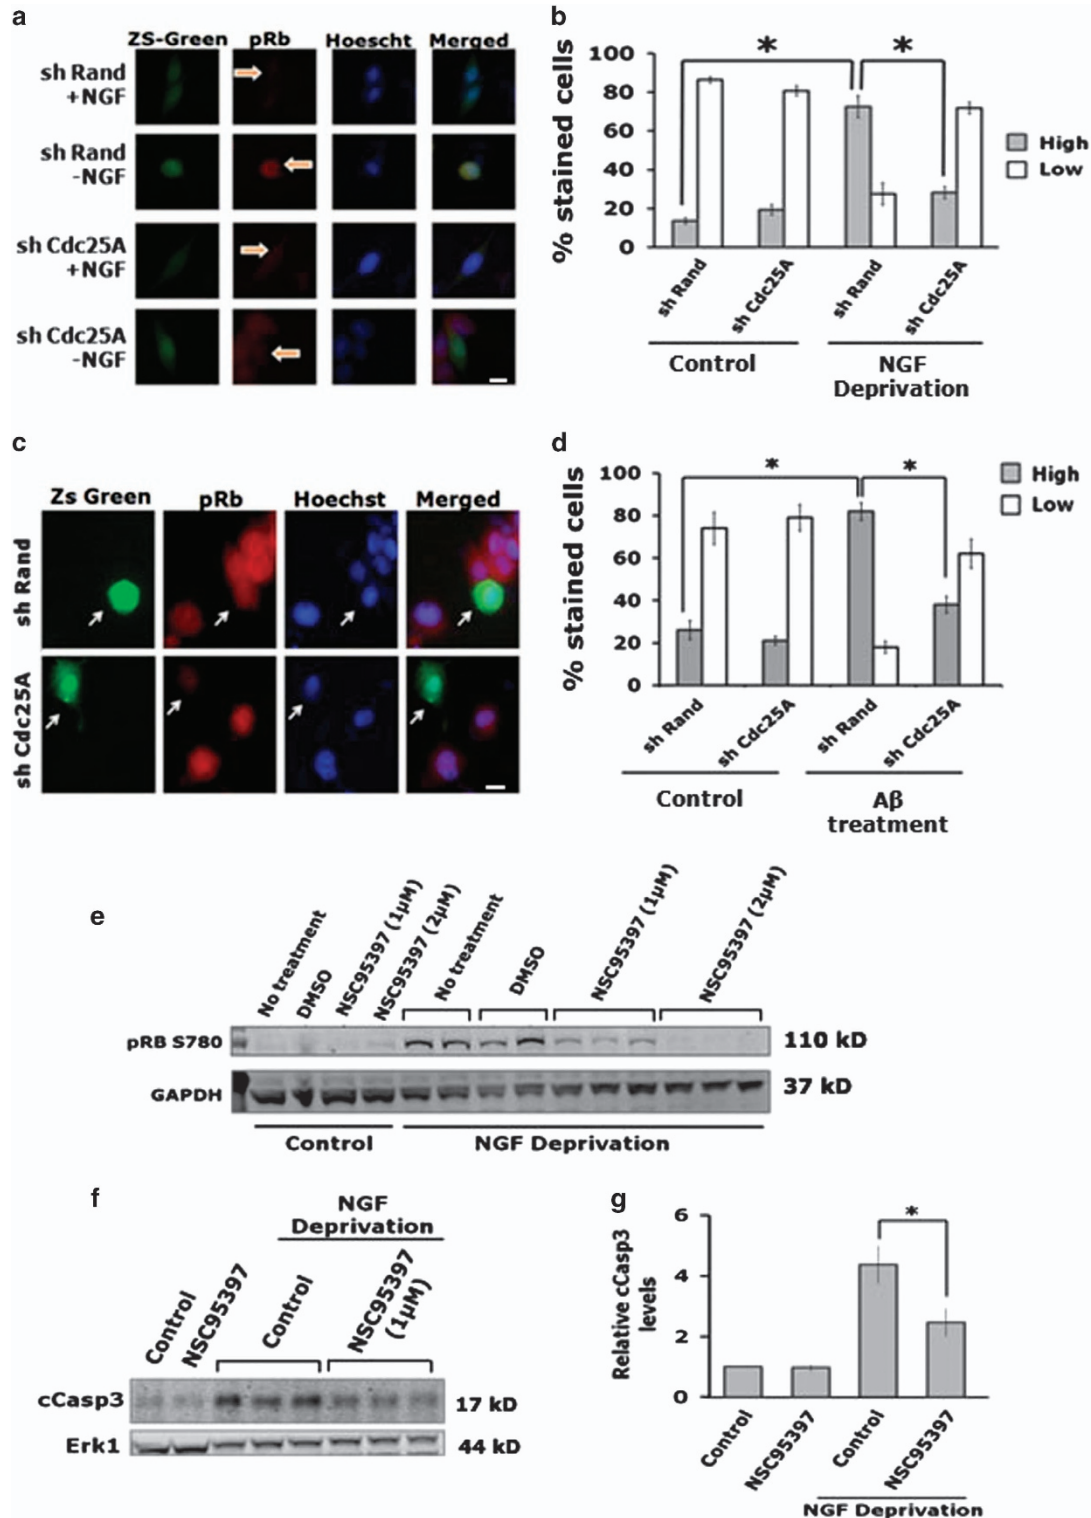 a
ZS-Green pRb Hoescht Merged
sh Rand
+NGF
sh Rand
-NGF
sh Cdc25A
+NGF
sh Cdc25A
-NGF
b
% stained cells
100
80
60
40
20
0
* *
High
Low
sh Rand sh Cdc25A sh Rand sh Cdc25A
Control
NGF
Deprivation
c
Zs Green pRb Hoechst Merged
sh Rand
sh Cdc25A
d
% stained cells
100
80
60
40
20
0
* *
High
Low
sh Rand sh Cdc25A sh Rand sh Cdc25A
Control
Aβ
treatment
e
No treatment DMSO NSC95397 (1µM) NSC95397 (2µM) No treatment DMSO NSC95397 (1µM) NSC95397 (2µM)
pRB S780 110 kD
GAPDH 37 kD
Control NGF Deprivation
f
NGF
Deprivation
Control NSC95397 Control NSC95397
(1µM)
cCasp3 17 kD
Erk1 44 kD
g
Relative cCasp3
levels
6
4
2
0
*
Control NSC95397 Control NSC95397
NGF Deprivation